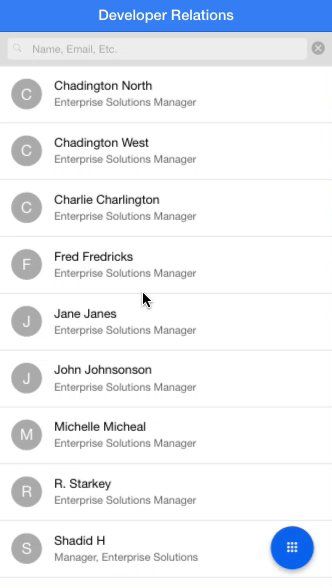 Developer Relations
Name, Email, Etc.
C
Chadington North
Enterprise Solutions Manager
C
Chadington West
Enterprise Solutions Manager
C
Charlie Charlington
Enterprise Solutions Manager
F
Fred Fredricks
Enterprise Solutions Manager
J
Jane Janes
Enterprise Solutions Manager
J
John Johnsonson
Enterprise Solutions Manager
M
Michelle Micheal
Enterprise Solutions Manager
R
R. Starkey
Enterprise Solutions Manager
S
Shadid H
Manager, Enterprise Solutions